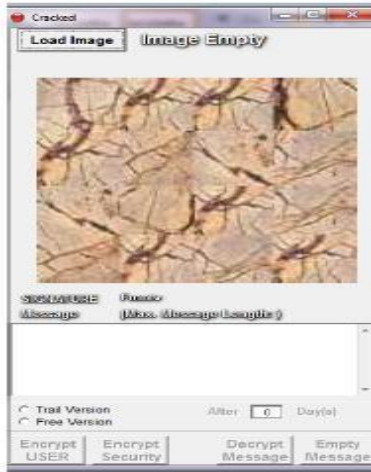 Cracked
Load Image Image Empty
SIGNATURE
Message (Max. Message Length: )
Trail Version
Free Version
After 0 Day(s)
Encrypt USER
Encrypt Security
Decrypt Message
Empty Message